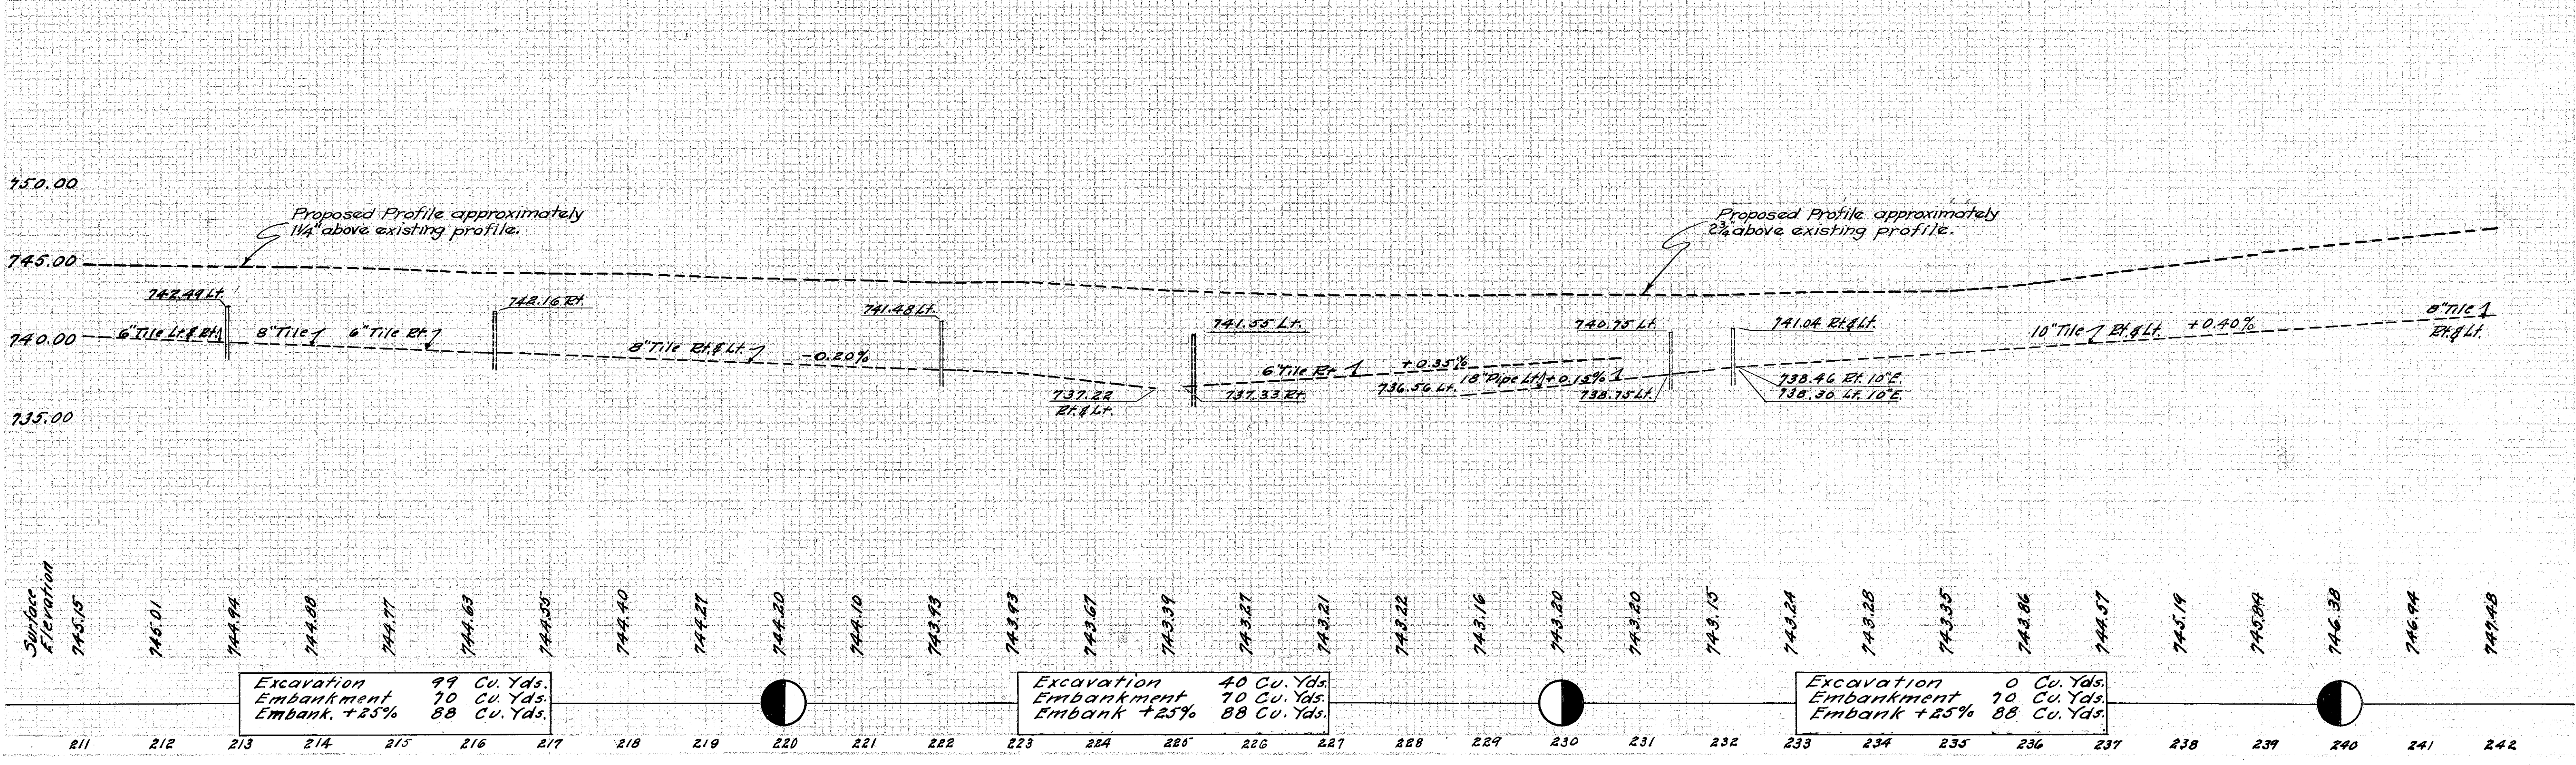 750.00
Proposed Profile approximately
1¼" above existing profile.
Proposed Profile approximately
2¾" above existing profile.
745.00
742.49 Lt.
742.16 Rt.
741.48 Lt.
741.55 Lt.
740.75 Lt.
741.04 Rt.&Lt.
740.00
6" Tile Lt.& Rt.
8" Tile
6" Tile Rt.
8" Tile Rt.& Lt.
-0.20%
6" Tile Rt.
+0.35%
18" Pipe Lt.
+0.15%
10" Tile
Rt.& Lt.
+0.40%
8" Tile
Rt.& Lt.
737.22
Rt.& Lt.
737.33 Rt.
736.56 Lt.
738.75 Lt.
738.46 Rt. 10"E.
738.30 Lt. 10"E.
735.00
Surface
Elevation
745.15 745.01 744.94 744.88 744.77 744.63 744.55 744.40 744.27 744.20 744.10 743.93 743.93 743.67 743.39 743.27 743.21 743.22 743.16 743.20 743.20 743.15 743.24 743.28 743.35 743.86 744.57 745.19 745.84 746.38 746.94 747.48
Excavation 99 Cu. Yds.
Embankment 70 Cu. Yds.
Embank. +25% 88 Cu. Yds.
Excavation 40 Cu. Yds.
Embankment 70 Cu. Yds.
Embank +25% 88 Cu. Yds.
Excavation 0 Cu. Yds.
Embankment 70 Cu. Yds.
Embank +25% 88 Cu. Yds.
211 212 213 214 215 216 217 218 219 220 221 222 223 224 225 226 227 228 229 230 231 232 233 234 235 236 237 238 239 240 241 242